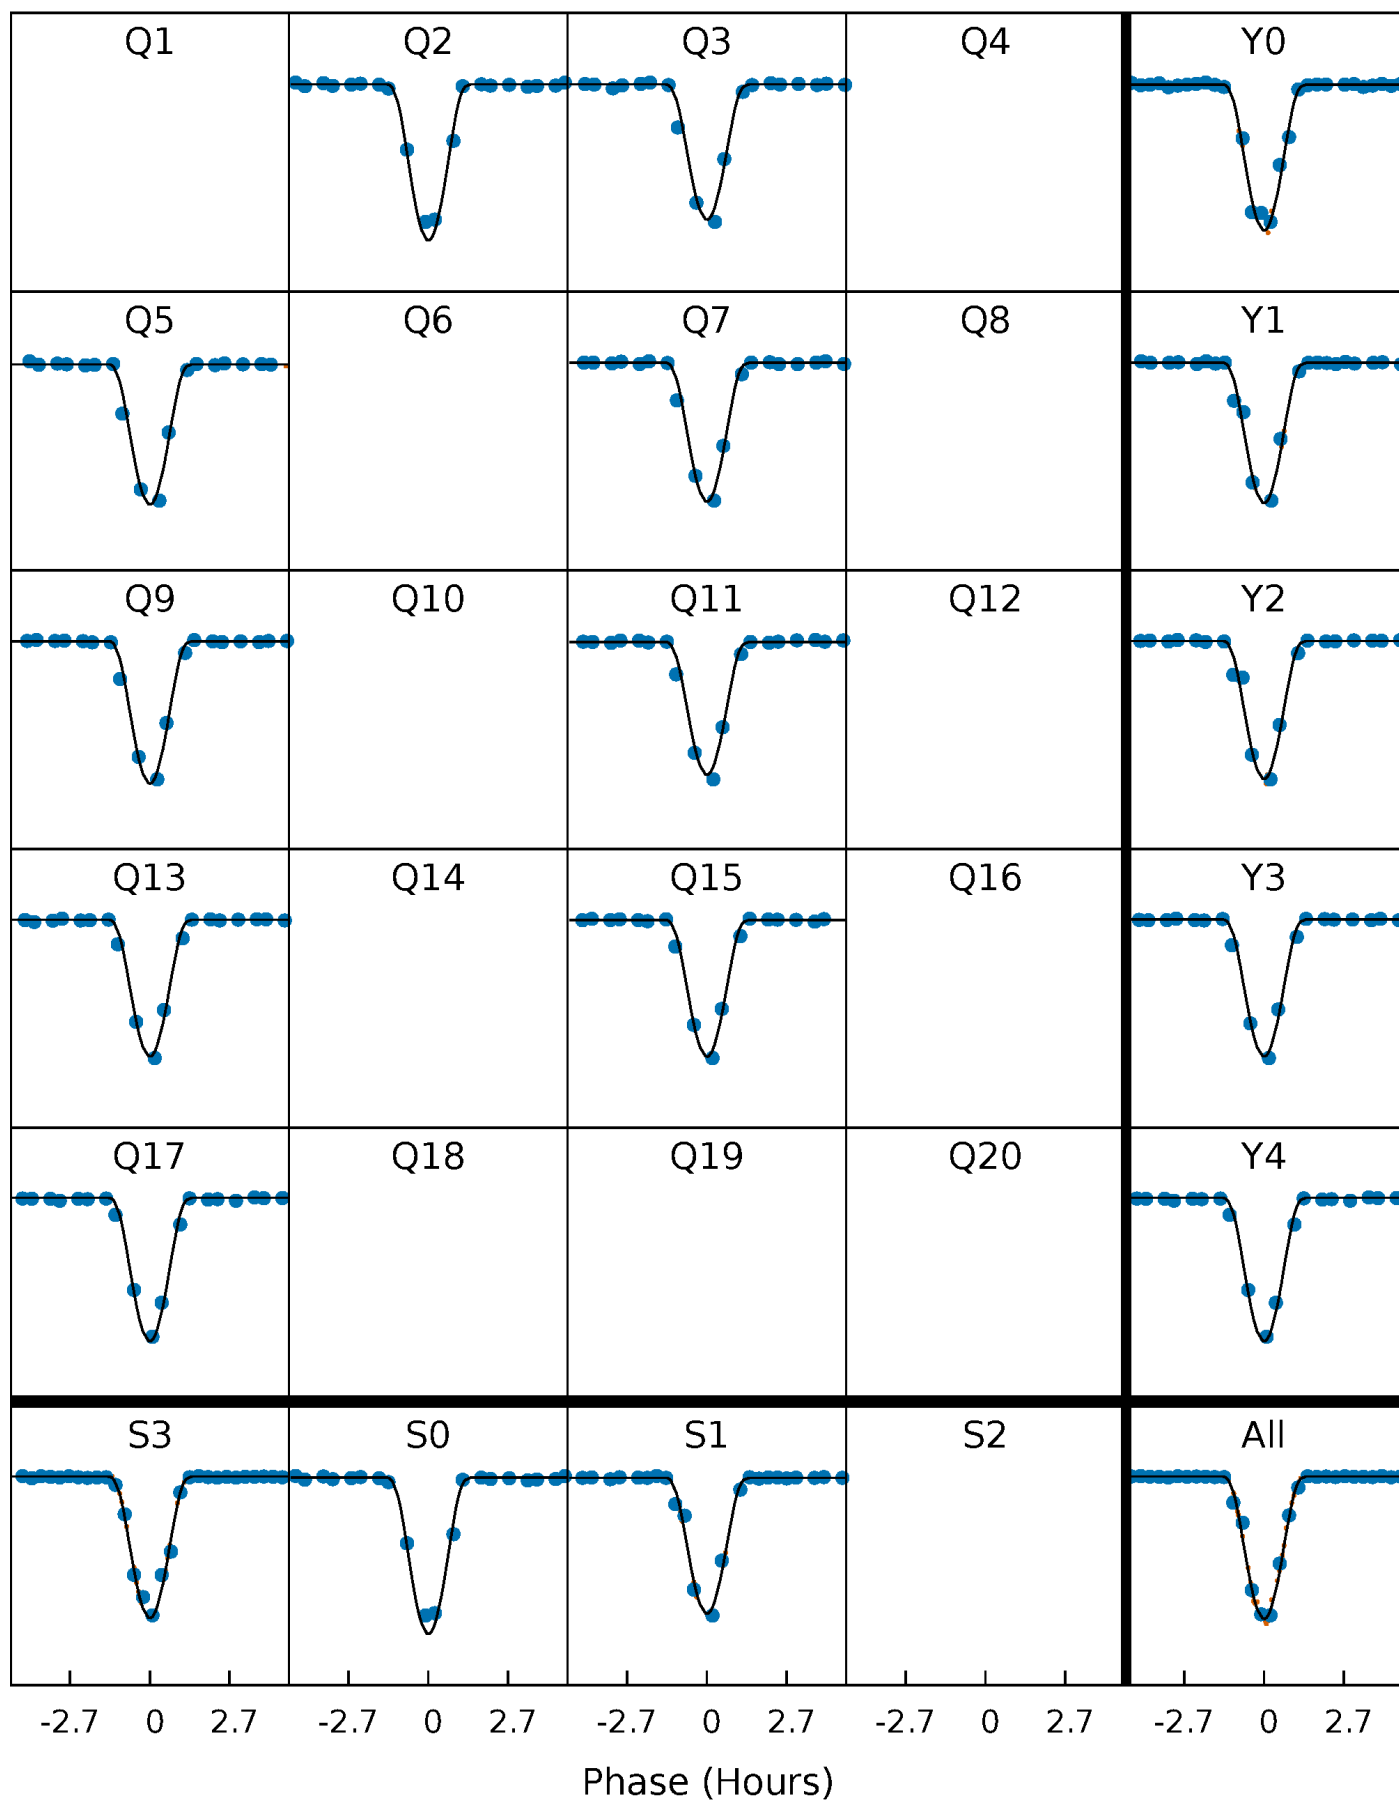 Q1 Q2 Q3 Q4 Y0
Q5 Q6 Q7 Q8 Y1
Q9 Q10 Q11 Q12 Y2
Q13 Q14 Q15 Q16 Y3
Q17 Q18 Q19 Q20 Y4
S3 S0 S1 S2 All
-2.7 0 2.7 -2.7 0 2.7 -2.7 0 2.7 -2.7 0 2.7 -2.7 0 2.7
Phase (Hours)